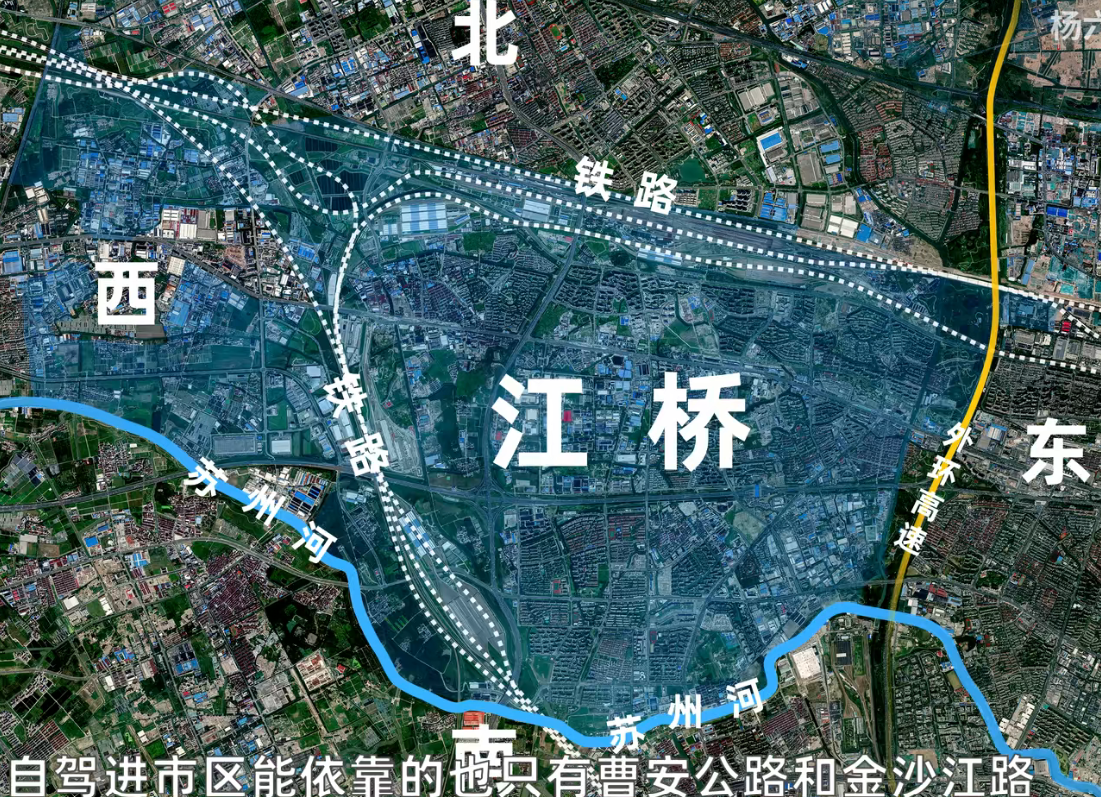 北
杨
铁路
西
江桥
铁路
外环高速
东
苏州河
苏州河
南
自驾进市区能依靠的也只有曹安公路和金沙江路